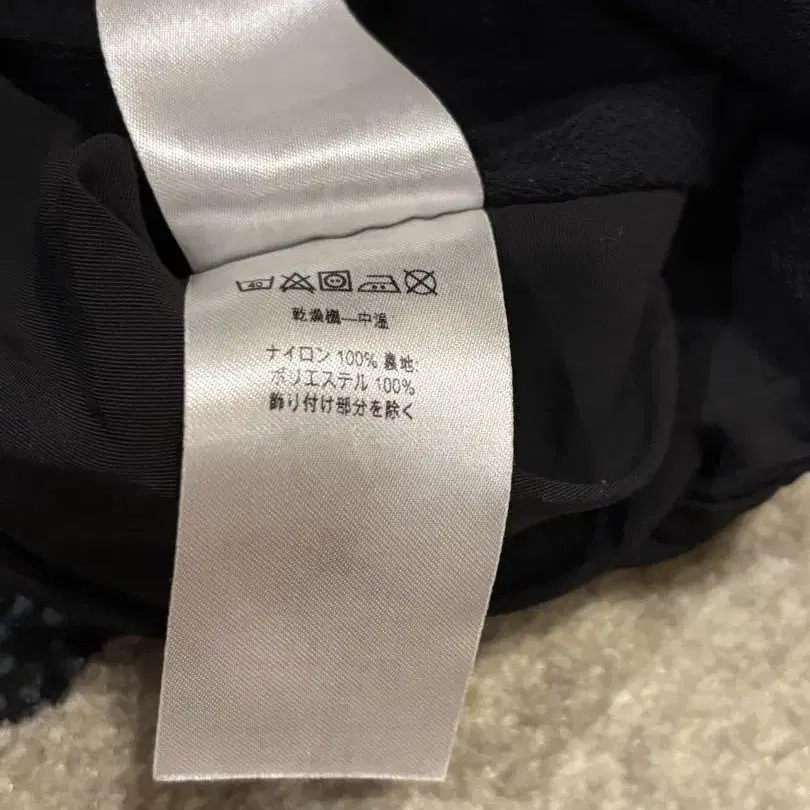 40
乾燥機—中温
ナイロン 100% 裏地:
ポリエステル 100%
飾り付け部分を除く